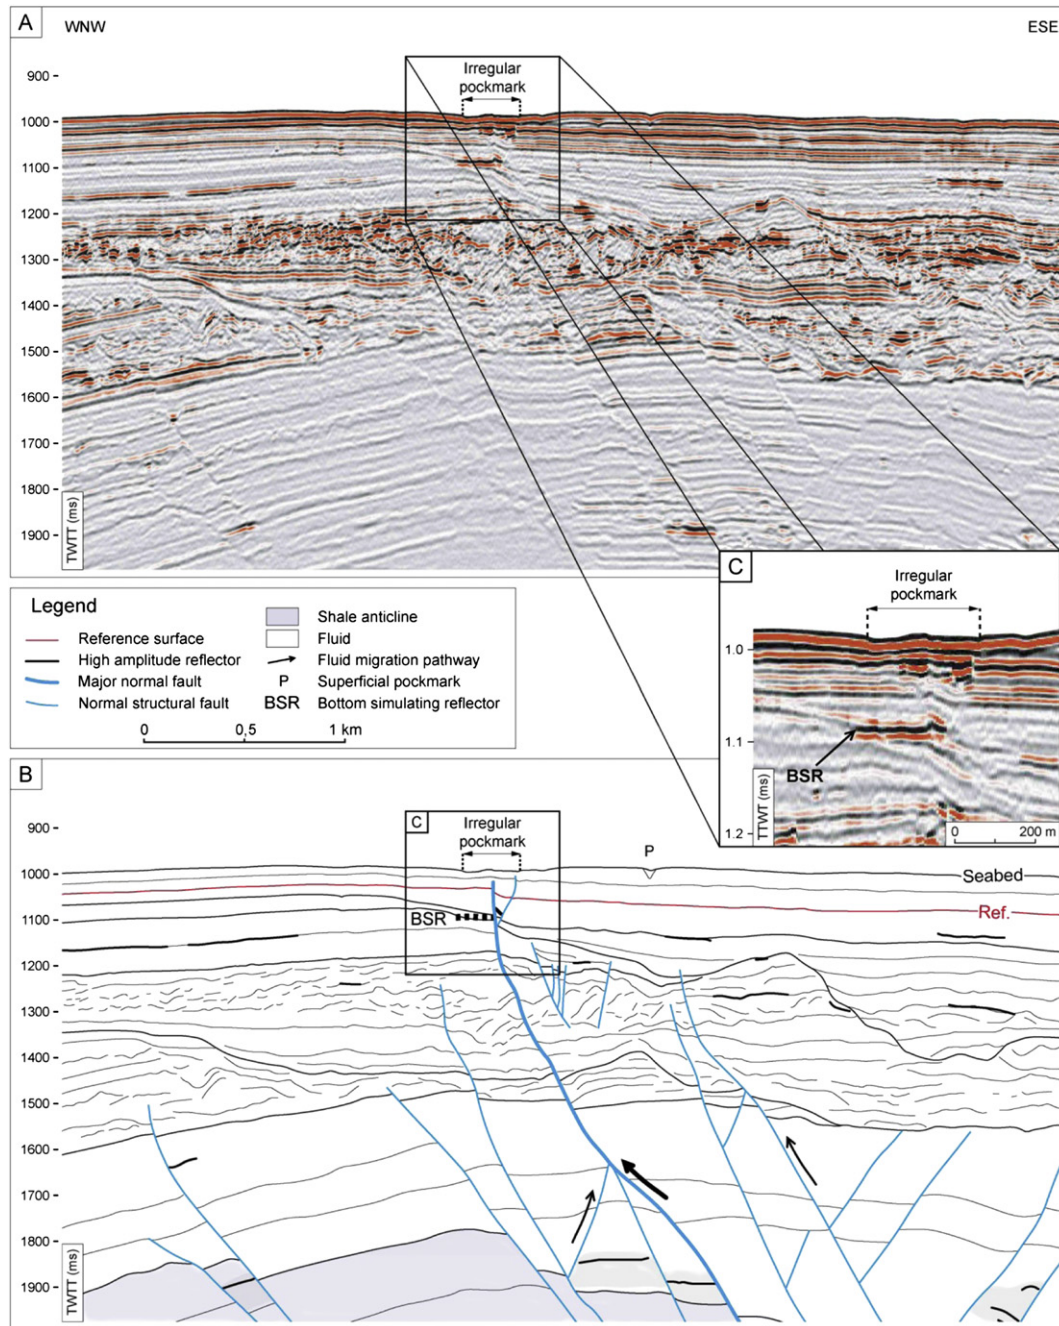 A
WNW
ESE
Irregular
pockmark
900
1000
1100
1200
1300
1400
1500
1600
1700
1800
1900
TWTT (ms)
C
Irregular
pockmark
1.0
1.1
1.2
BSR
TTWT (ms)
0 200 m
Legend
Reference surface
High amplitude reflector
Major normal fault
Normal structural fault
Shale anticline
Fluid
Fluid migration pathway
P Superficial pockmark
BSR Bottom simulating reflector
0 0,5 1 km
B
C
Irregular
pockmark
P
900
1000
1100
1200
1300
1400
1500
1600
1700
1800
1900
Seabed
Ref.
BSR
TWTT (ms)